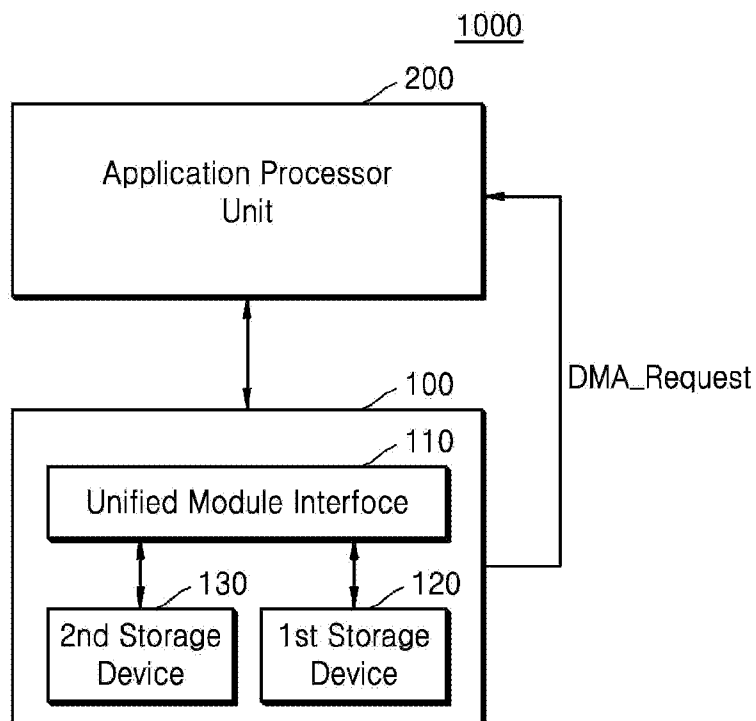 1000
200
Application Processor
Unit
DMA_Request
100
110
Unified Module Interfoce
130
120
2nd Storage
Device
1st Storage
Device